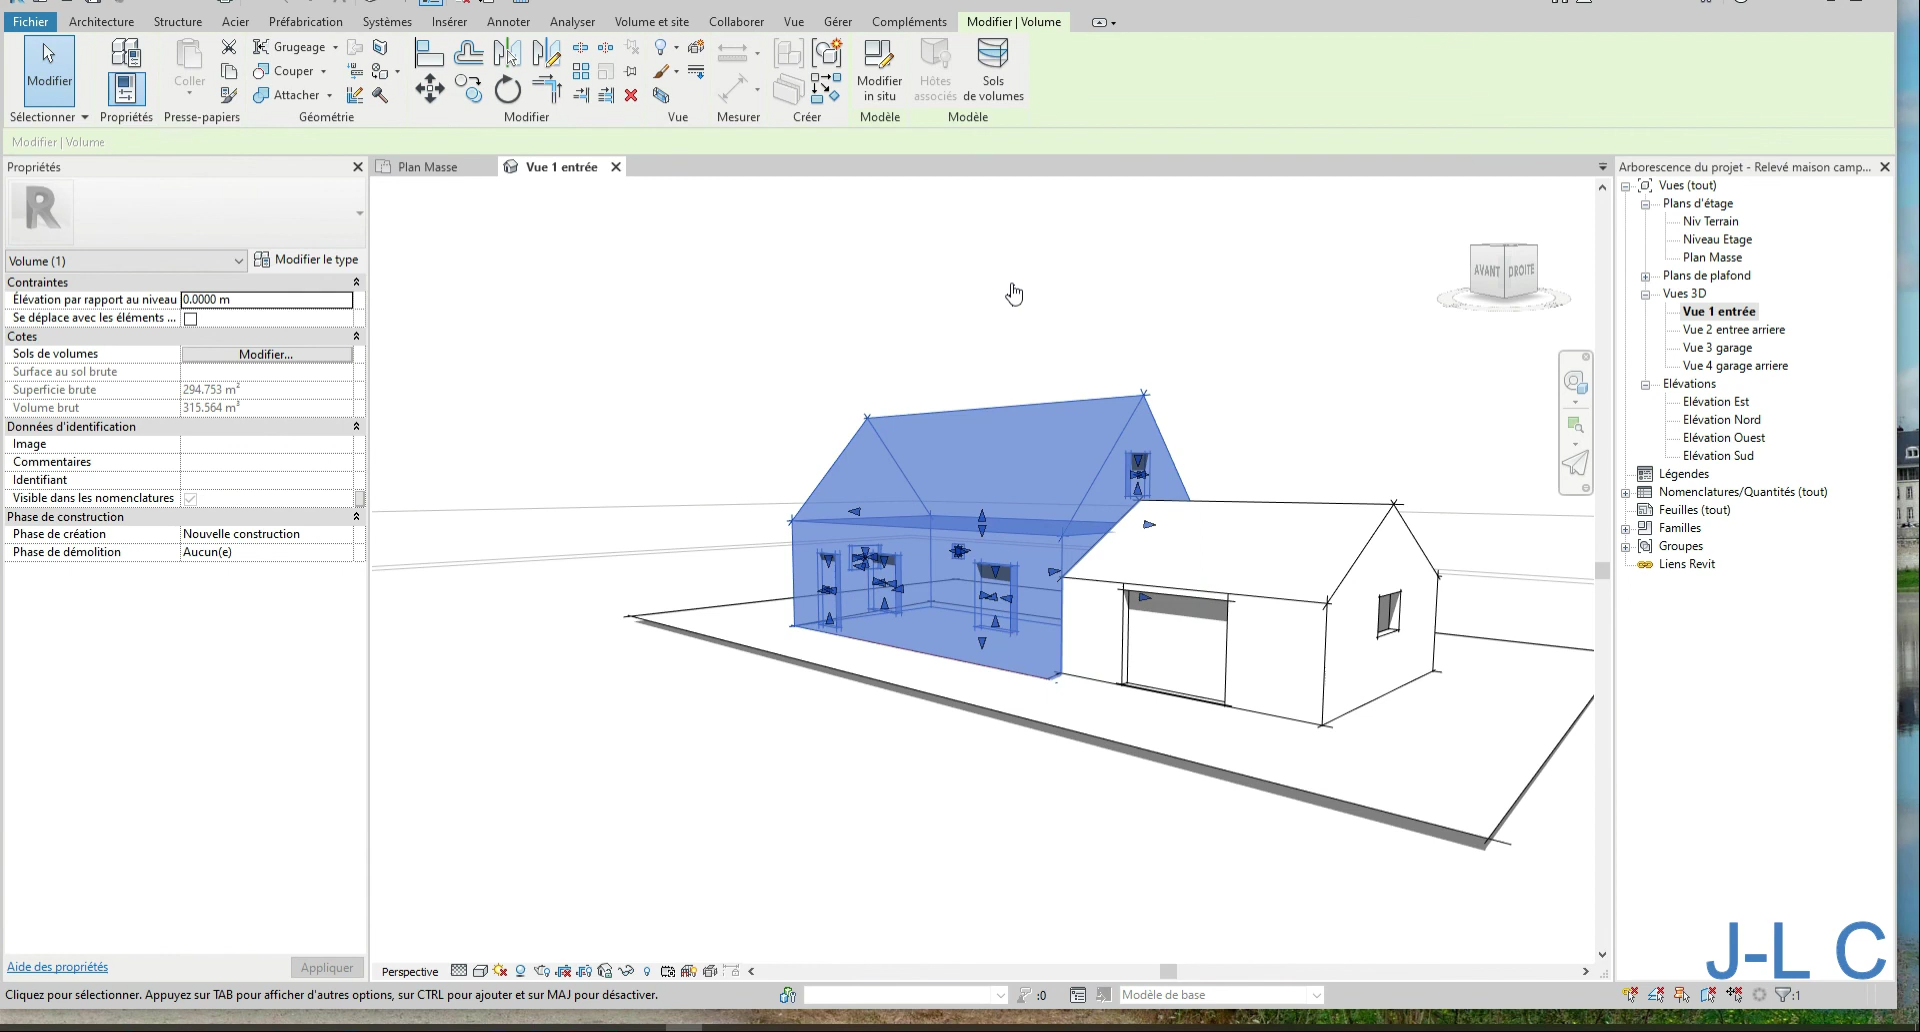 Fichier Architecture Structure Acier Préfabrication Systèmes Insérer Annoter Analyser Volume et site Collaborer Vue Gérer Compléments Modifier | Volume
Modifier
Coller
Grugeage
Couper
Attacher
Modifier in situ
Hôtes associés
Sols de volumes
Sélectionner Propriétés Presse-papiers Géométrie Modifier Vue Mesurer Créer Modèle Modèle
Modifier | Volume
Propriétés
R
Volume (1) Modifier le type
Contraintes
Élévation par rapport au niveau 0.0000 m
Se déplace avec les éléments ...
Cotes
Sols de volumes Modifier...
Surface au sol brute
Superficie brute 294.753 m²
Volume brut 315.564 m³
Données d'identification
Image
Commentaires
Identifiant
Visible dans les nomenclatures
Phase de construction
Phase de création Nouvelle construction
Phase de démolition Aucun(e)
Aide des propriétés Appliquer
Plan Masse Vue 1 entrée
AVANT DROITE
Perspective
Arborescence du projet - Relevé maison camp...
Vues (tout)
Plans d'étage
Niv Terrain
Niveau Etage
Plan Masse
Plans de plafond
Vues 3D
Vue 1 entrée
Vue 2 entree arriere
Vue 3 garage
Vue 4 garage arriere
Elévations
Elévation Est
Elévation Nord
Elévation Ouest
Elévation Sud
Légendes
Nomenclatures/Quantités (tout)
Feuilles (tout)
Familles
Groupes
Liens Revit
J-L C
Cliquez pour sélectionner. Appuyez sur TAB pour afficher d'autres options, sur CTRL pour ajouter et sur MAJ pour désactiver. :0 Modèle de base :1